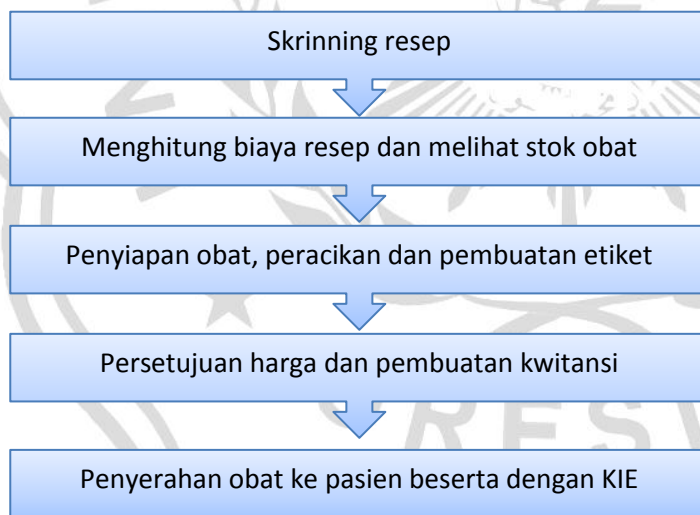 Skrinning resep
Menghitung biaya resep dan melihat stok obat
Penyiapan obat, peracikan dan pembuatan etiket
Persetujuan harga dan pembuatan kwitansi
Penyerahan obat ke pasien beserta dengan KIE